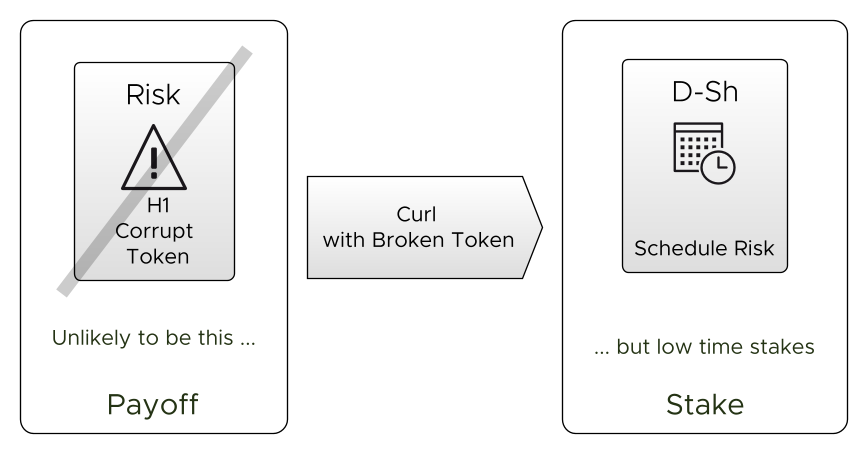 Risk
H1
Corrupt
Token
Unlikely to be this ...
Payoff
Curl
with Broken Token
D-Sh
Schedule Risk
... but low time stakes
Stake